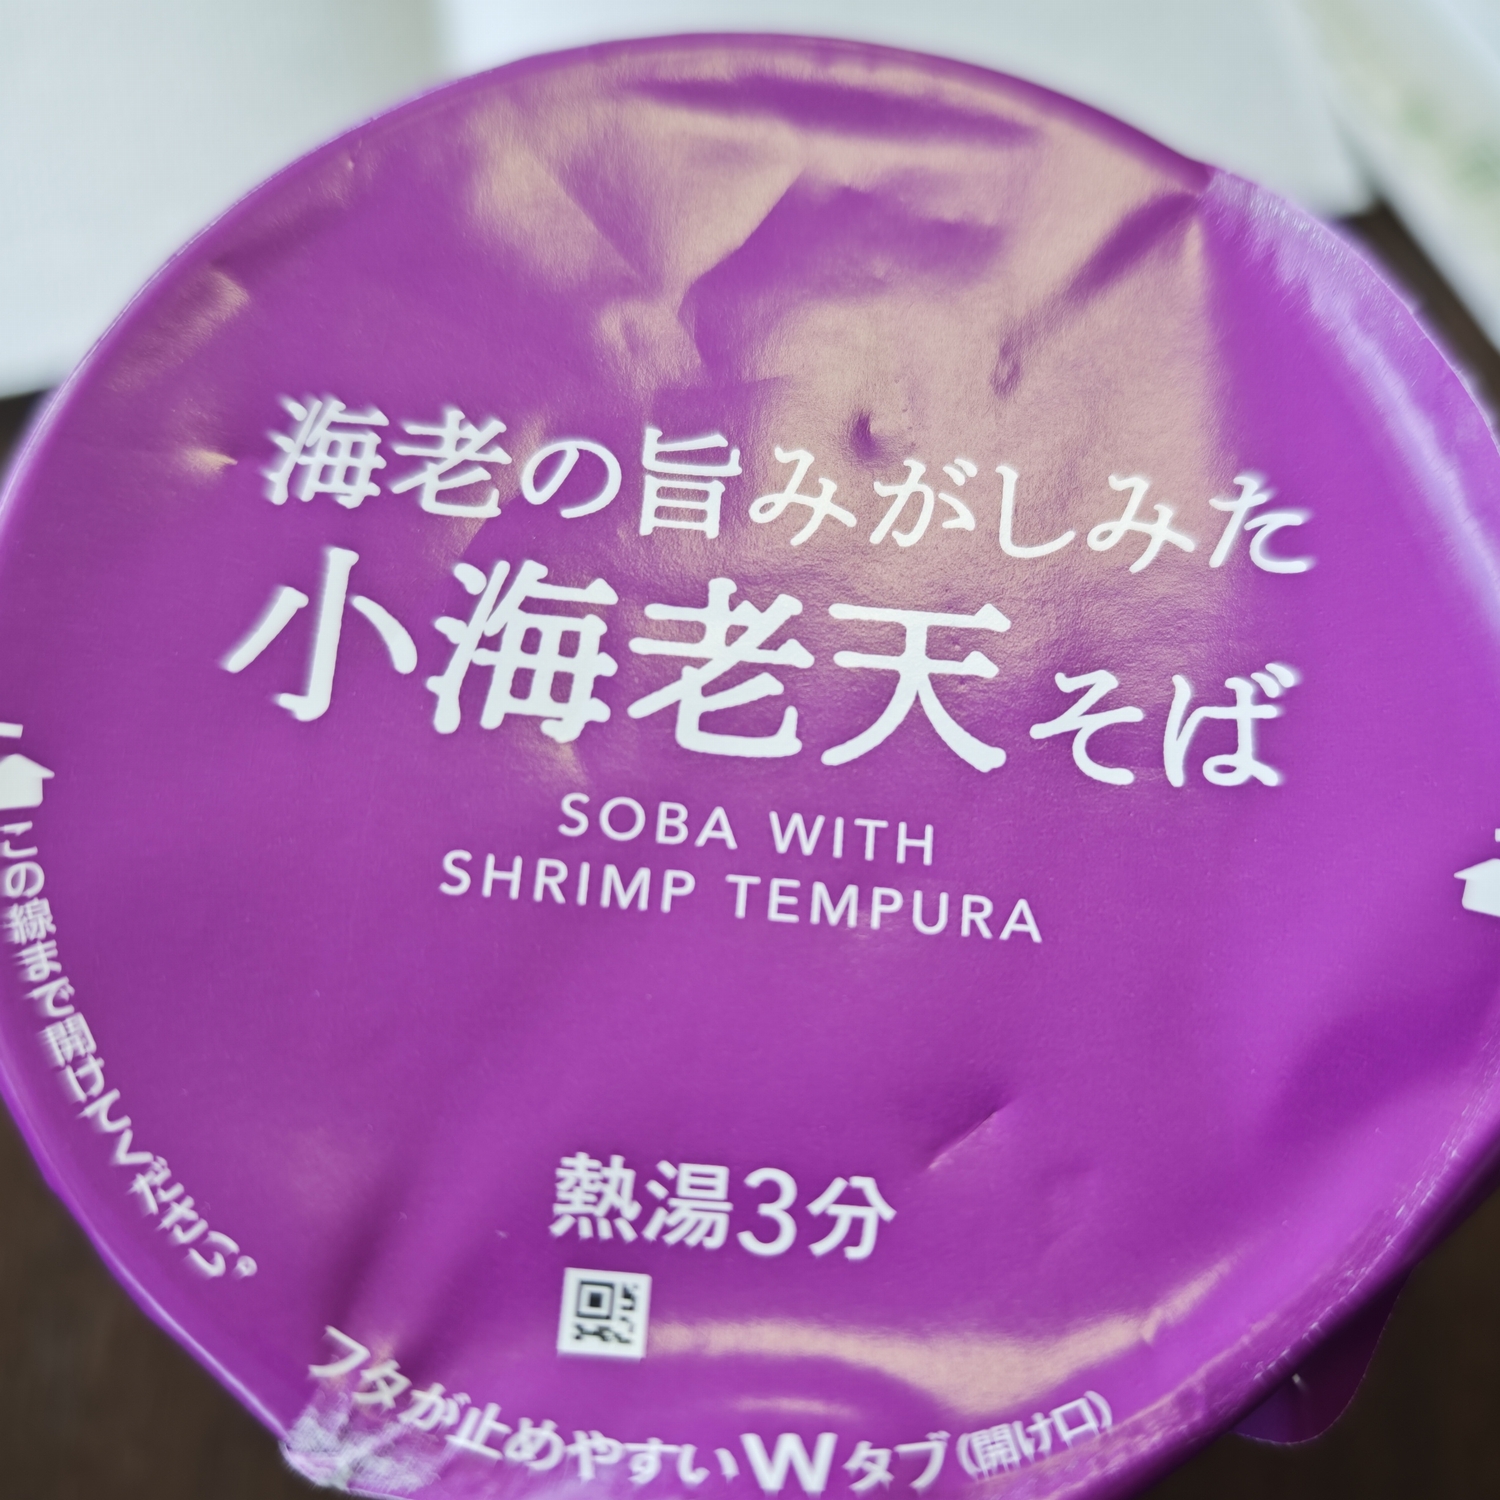 海老の旨みがしみた
小海老天そば
SOBA WITH
SHRIMP TEMPURA
この線まで開けてください。
熱湯3分
フタが止めやすいWタブ(開け口)